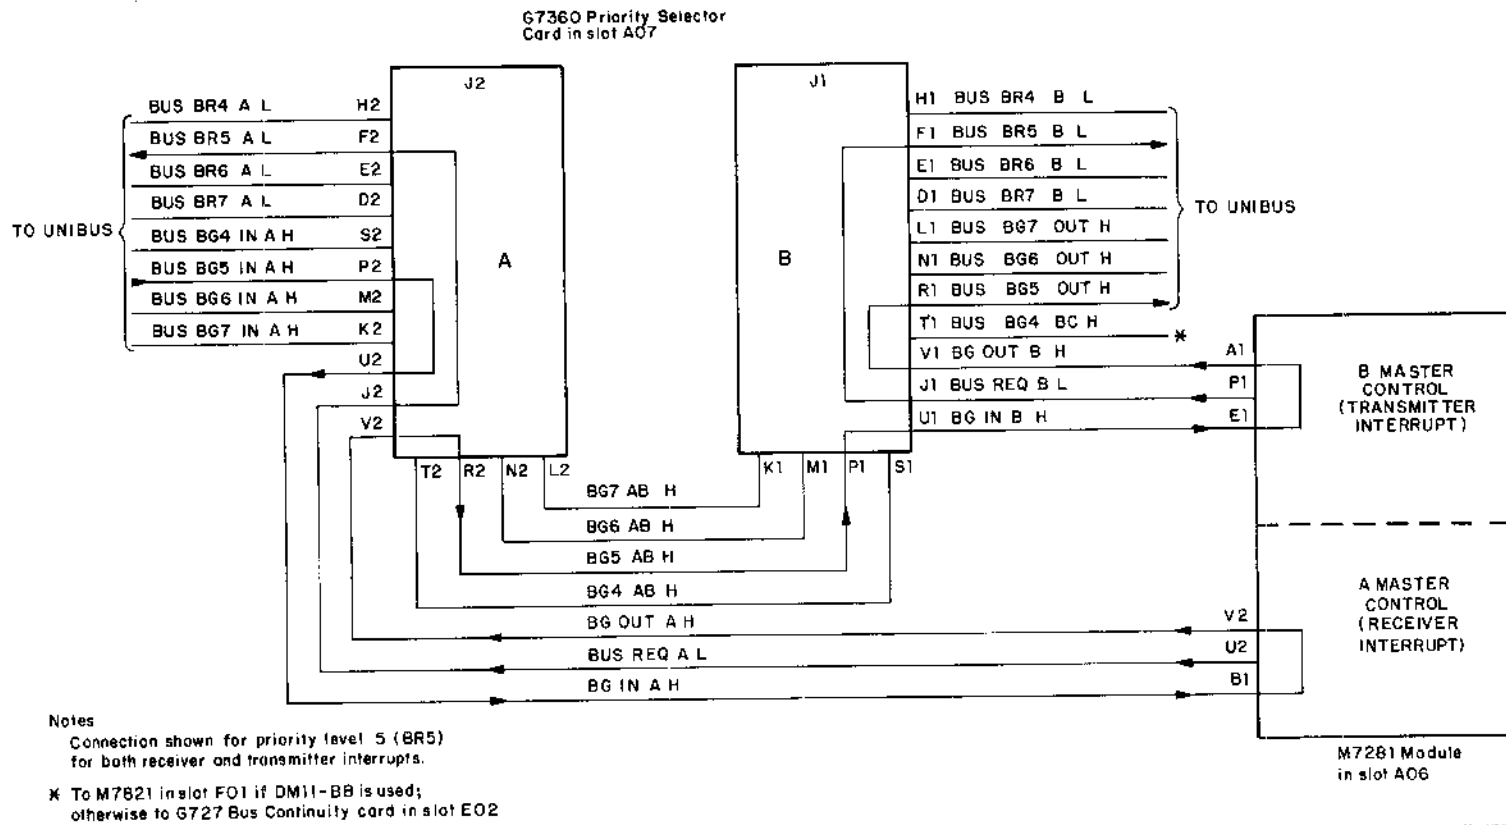 G7360 Priority Selector
Card in slot A07
J2
BUS BR4 A L H2
BUS BR5 A L F2
BUS BR6 A L E2
BUS BR7 A L D2
TO UNIBUS
BUS BG4 IN A H S2
BUS BG5 IN A H P2
BUS BG6 IN A H M2
BUS BG7 IN A H K2
U2
J2
V2
A
T2 R2 N2 L2
J1
B
H1 BUS BR4 B L
F1 BUS BR5 B L
E1 BUS BR6 B L
D1 BUS BR7 B L
TO UNIBUS
L1 BUS BG7 OUT H
N1 BUS BG6 OUT H
R1 BUS BG5 OUT H
T1 BUS BG4 BC H *
V1 BG OUT B H
J1 BUS REQ B L
U1 BG IN B H
K1 M1 P1 S1
A1
P1
E1
B MASTER
CONTROL
(TRANSMITTER
INTERRUPT)
BG7 AB H
BG6 AB H
BG5 AB H
BG4 AB H
BG OUT A H
BUS REQ A L
BG IN A H
V2
U2
B1
A MASTER
CONTROL
(RECEIVER
INTERRUPT)
M7281 Module
in slot A06
Notes
Connection shown for priority level 5 (BR5)
for both receiver and transmitter interrupts.
* To M7821 in slot F01 if DM11-BB is used;
otherwise to G727 Bus Continuity card in slot E02